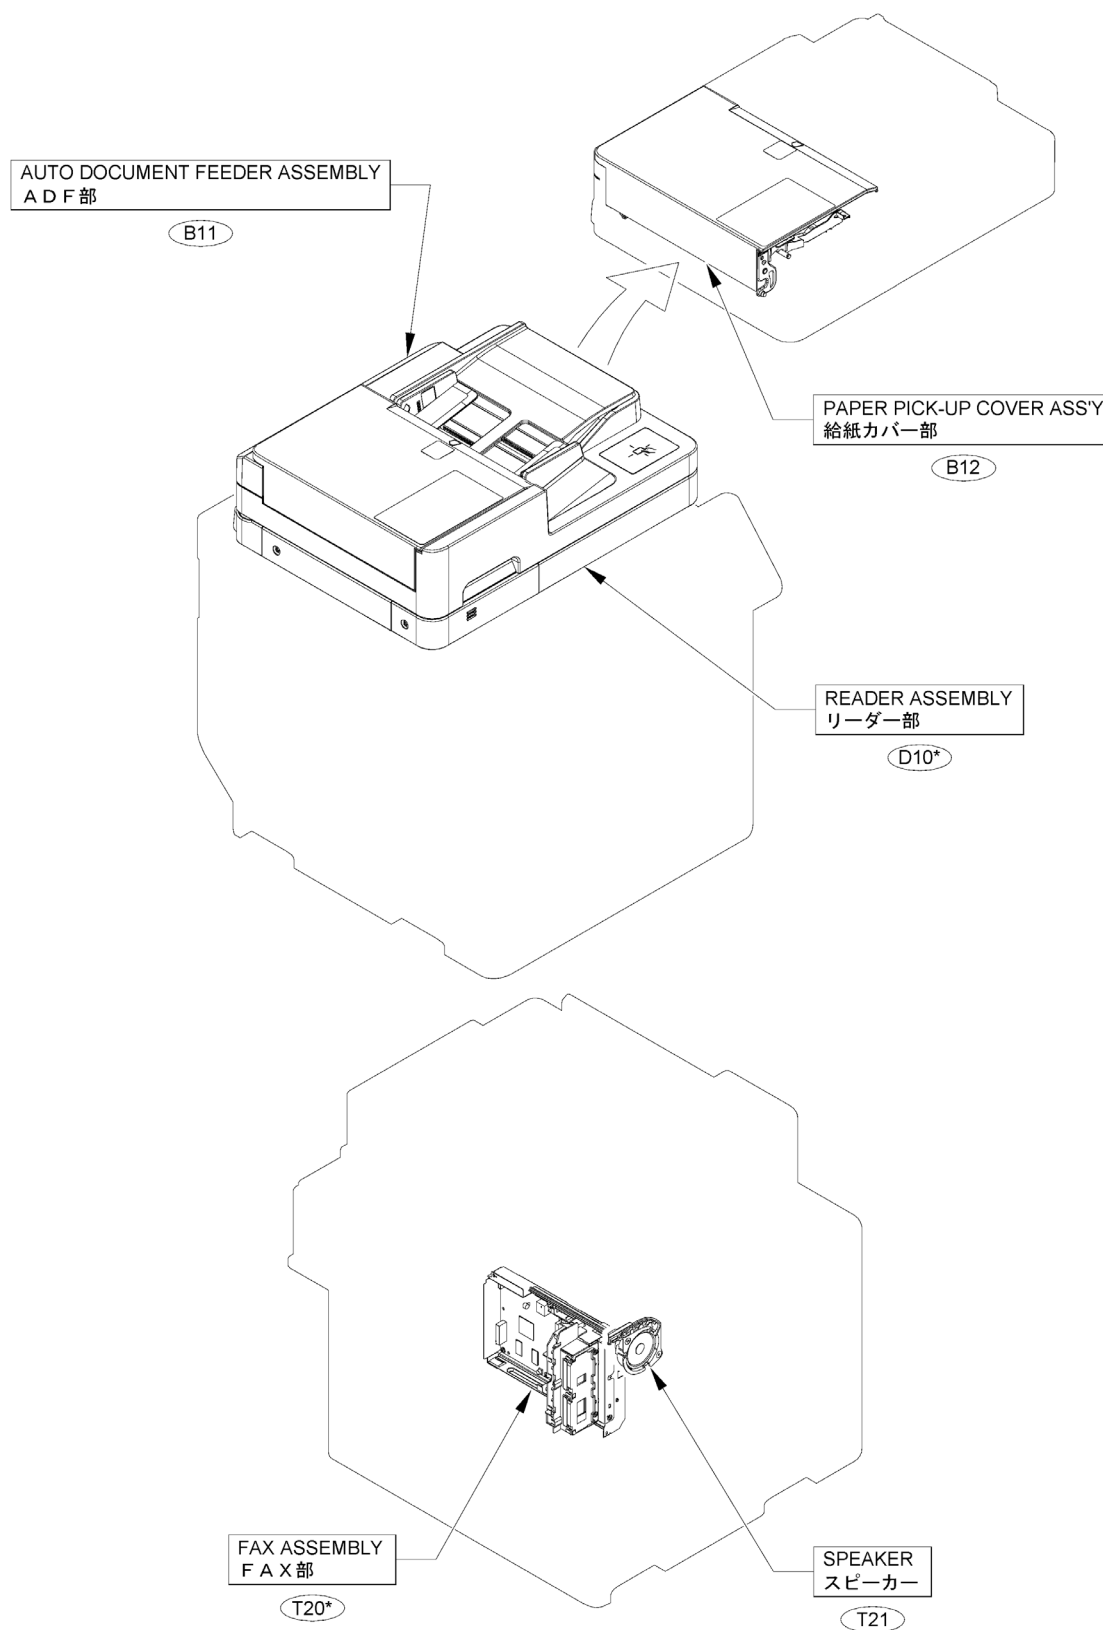 AUTO DOCUMENT FEEDER ASSEMBLY
ＡＤＦ部
B11
PAPER PICK-UP COVER ASS'Y
給紙カバー部
B12
READER ASSEMBLY
リーダー部
D10*
FAX ASSEMBLY
ＦＡＸ部
T20*
SPEAKER
スピーカー
T21